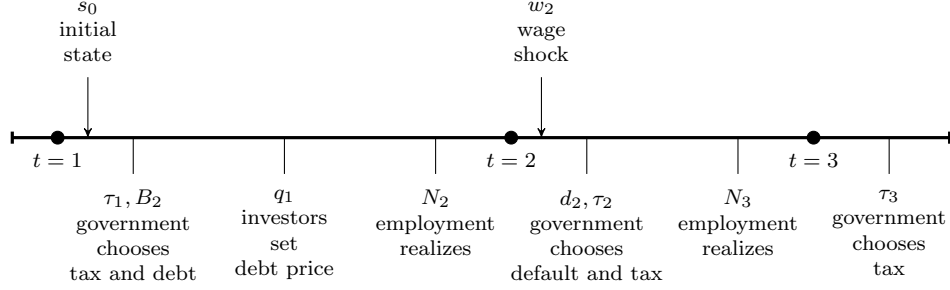 s₀
initial
state
w₂
wage
shock
t = 1
t = 2
t = 3
τ₁, B₂
government
chooses
tax and debt
q₁
investors
set
debt price
N₂
employment
realizes
d₂, τ₂
government
chooses
default and tax
N₃
employment
realizes
τ₃
government
chooses
tax